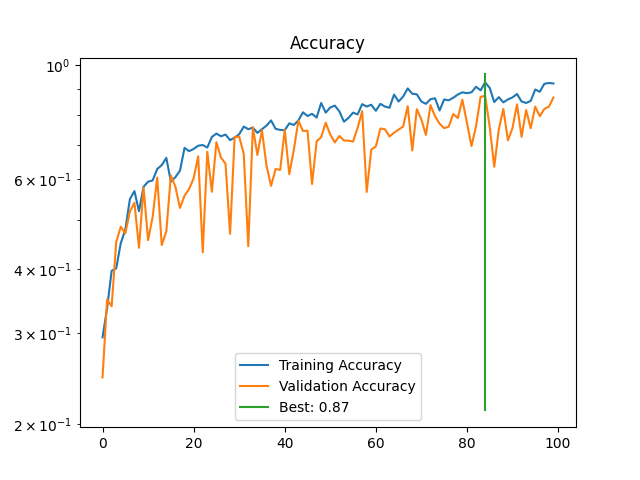 Accuracy
10⁰
6 × 10⁻¹
4 × 10⁻¹
3 × 10⁻¹
2 × 10⁻¹
Training Accuracy
Validation Accuracy
Best: 0.87
0 20 40 60 80 100